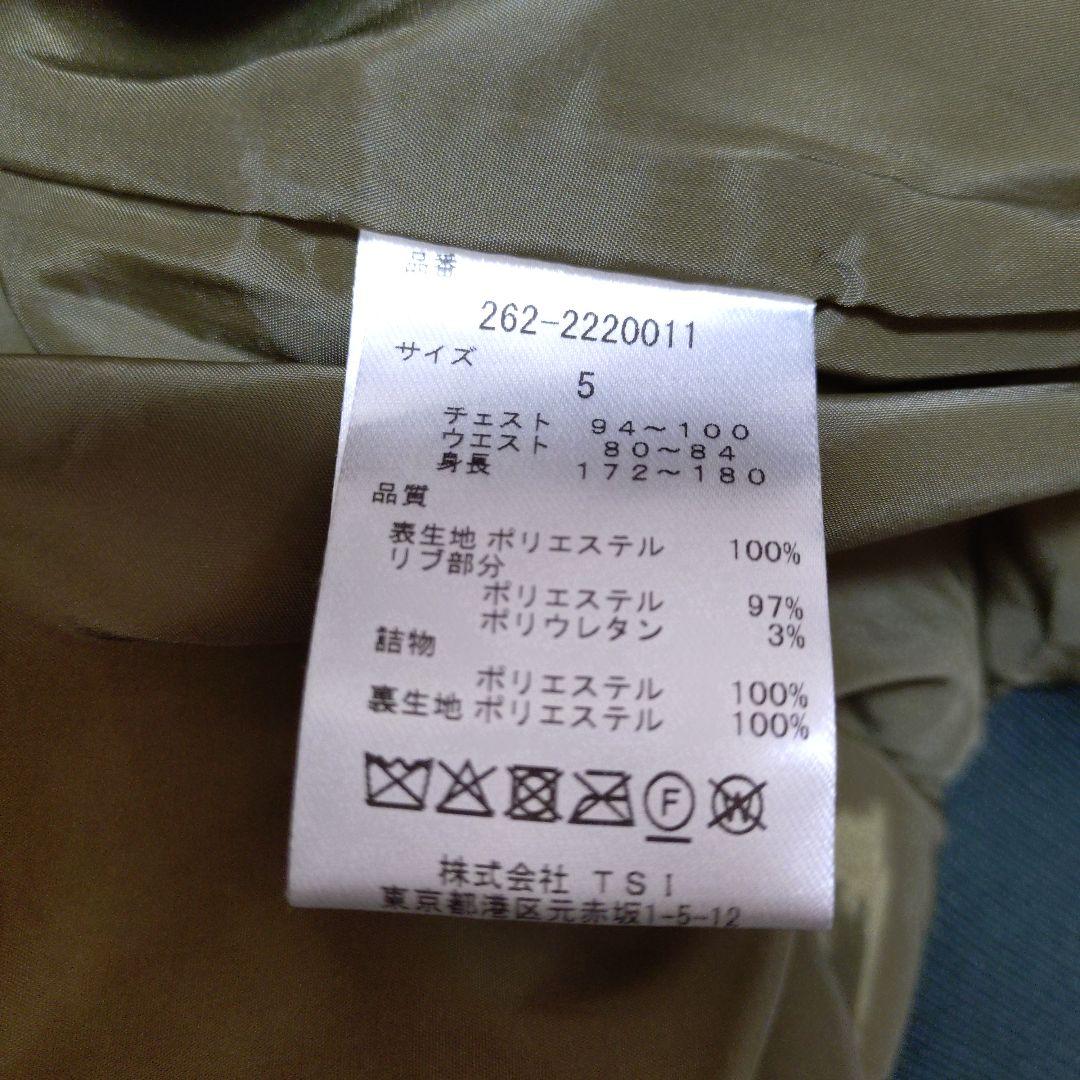 品番
262-2220011
サイズ
5
チェスト 94～100
ウエスト 80～84
身長 172～180
品質
表生地 ポリエステル 100%
リブ部分
ポリエステル 97%
ポリウレタン 3%
詰物
ポリエステル 100%
裏生地 ポリエステル 100%
F W
株式会社 TSI
東京都港区元赤坂1-5-12